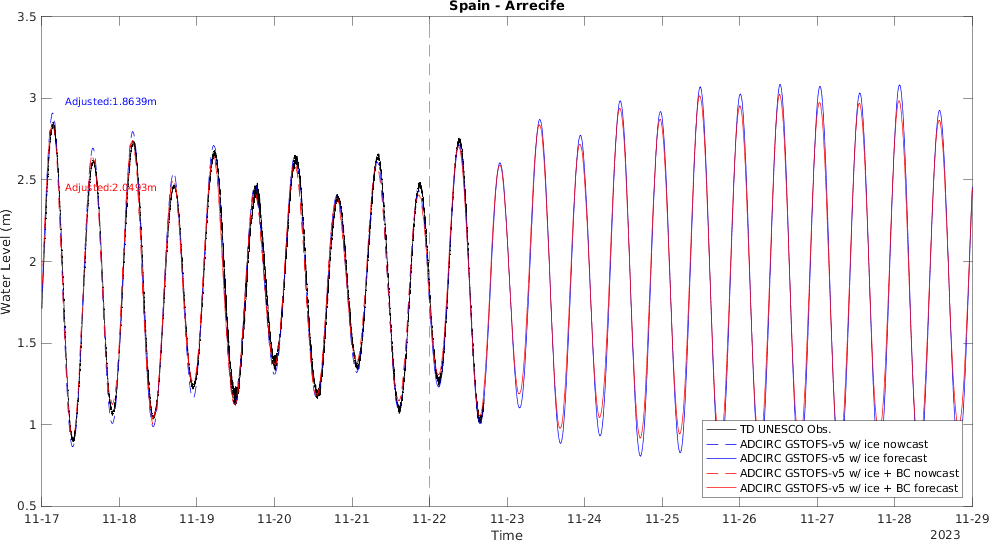 Spain - Arrecife
3.5
3
2.5
2
1.5
1
0.5
Water Level (m)
Adjusted:1.8639m
Adjusted:2.0493m
TD UNESCO Obs.
ADCIRC GSTOFS-v5 w/ ice nowcast
ADCIRC GSTOFS-v5 w/ ice forecast
ADCIRC GSTOFS-v5 w/ ice + BC nowcast
ADCIRC GSTOFS-v5 w/ ice + BC forecast
11-17 11-18 11-19 11-20 11-21 11-22 11-23 11-24 11-25 11-26 11-27 11-28 11-29
Time
2023